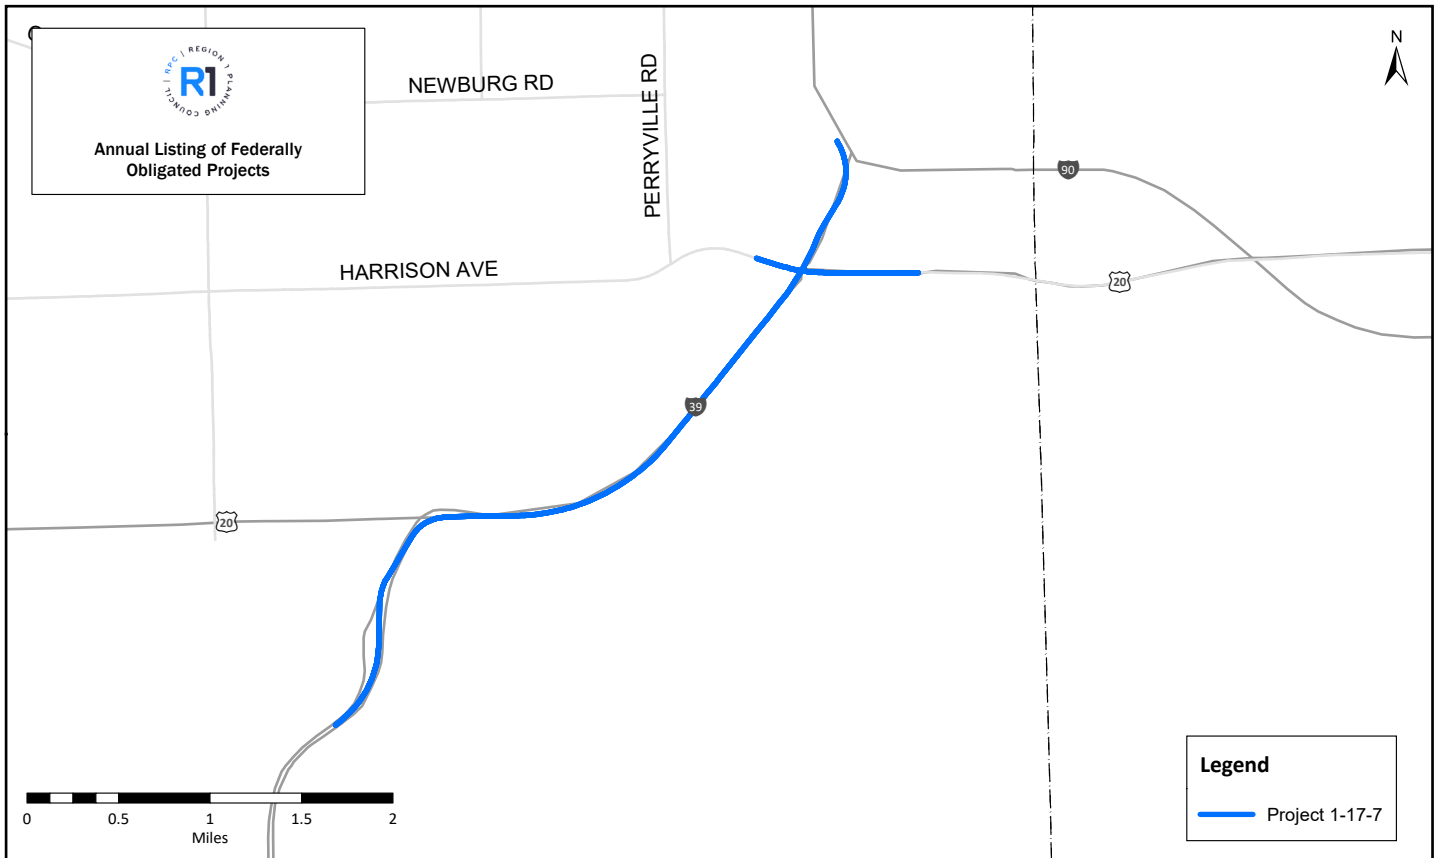 C
RPC | REGION 1 PLANNING COUNCIL |
R1
Annual Listing of Federally
Obligated Projects
NEWBURG RD
PERRYVILLE RD
N
90
HARRISON AVE
20
39
20
0 0.5 1 1.5 2
Miles
Legend
Project 1-17-7